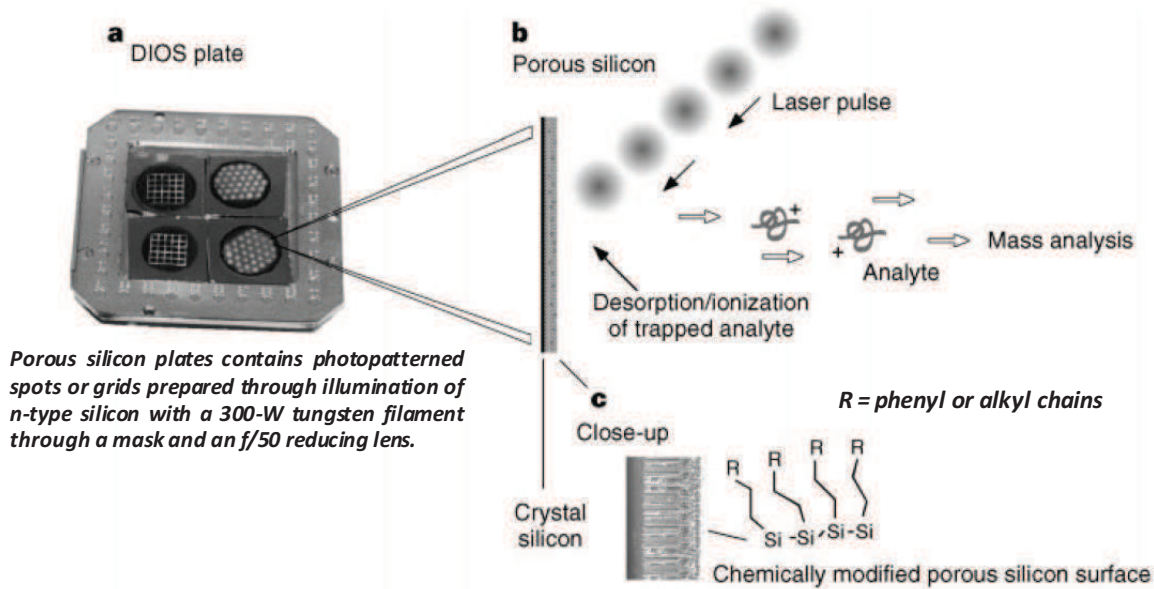 a
DIOS plate
Porous silicon plates contains photopatterned
spots or grids prepared through illumination of
n-type silicon with a 300-W tungsten filament
through a mask and an f/50 reducing lens.
b
Porous silicon
Laser pulse
+
+
Analyte
Mass analysis
Desorption/ionization
of trapped analyte
c
Close-up
R = phenyl or alkyl chains
Crystal
silicon
R R R R
Si -Si -Si -Si
Chemically modified porous silicon surface